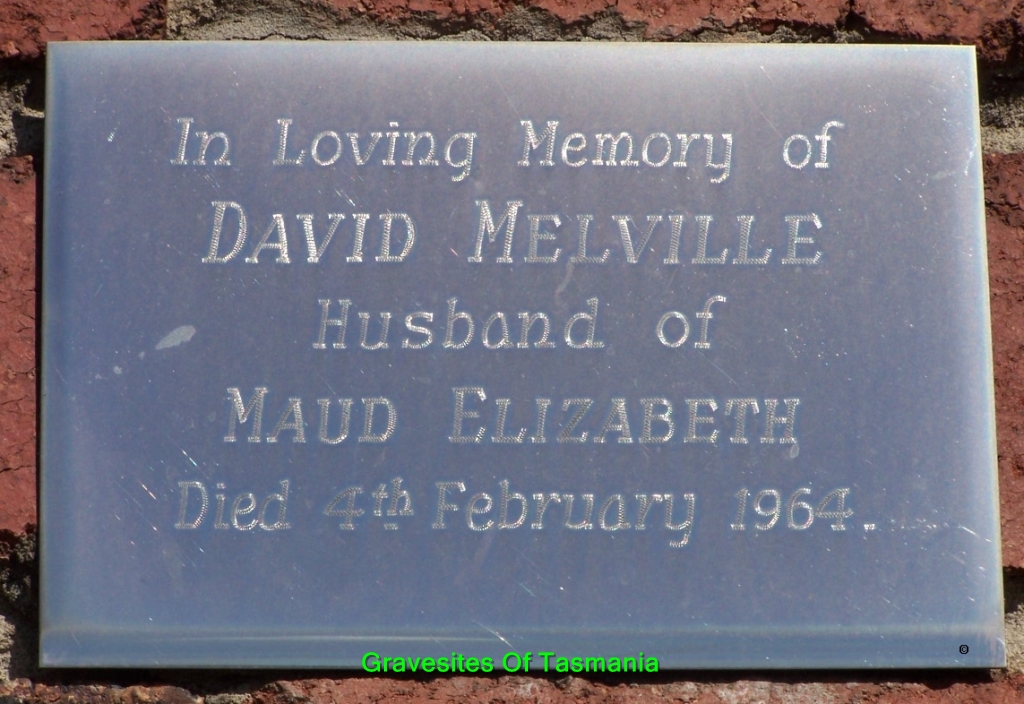 In Loving Memory of
DAVID MELVILLE
Husband of
MAUD ELIZABETH
Died 4th February 1964.
Gravesites Of Tasmania
©